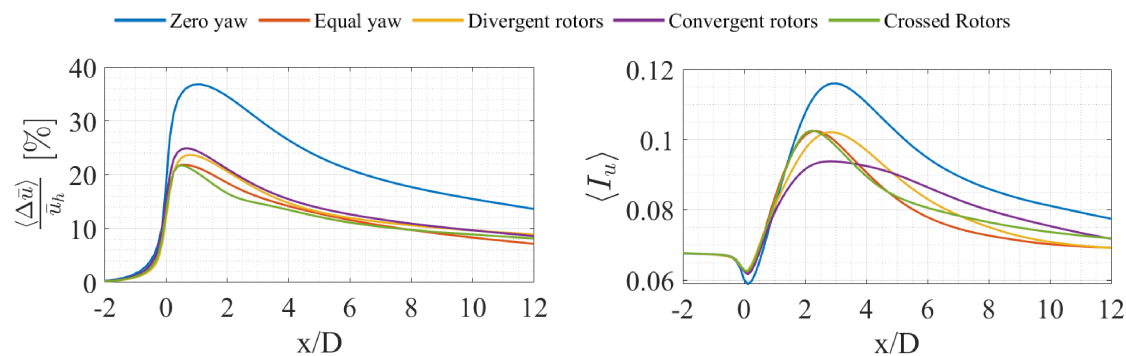 Zero yaw Equal yaw Divergent rotors Convergent rotors Crossed Rotors
⟨Δū⟩/ū_h [%]
40
30
20
10
0
-2 0 2 4 6 8 10 12
x/D
⟨I_u⟩
0.12
0.1
0.08
0.06
-2 0 2 4 6 8 10 12
x/D